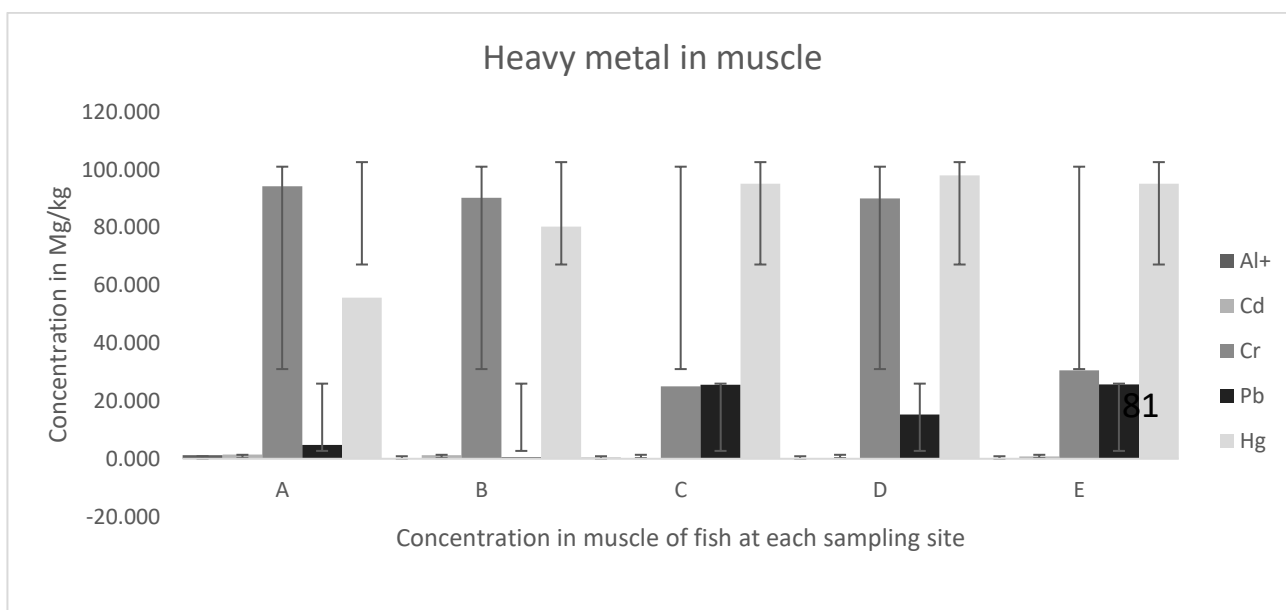 Heavy metal in muscle
120.000
100.000
80.000
60.000
40.000
20.000
0.000
-20.000
Concentration in Mg/kg
A B C D E
Concentration in muscle of fish at each sampling site
Al+
Cd
Cr
Pb
Hg
81